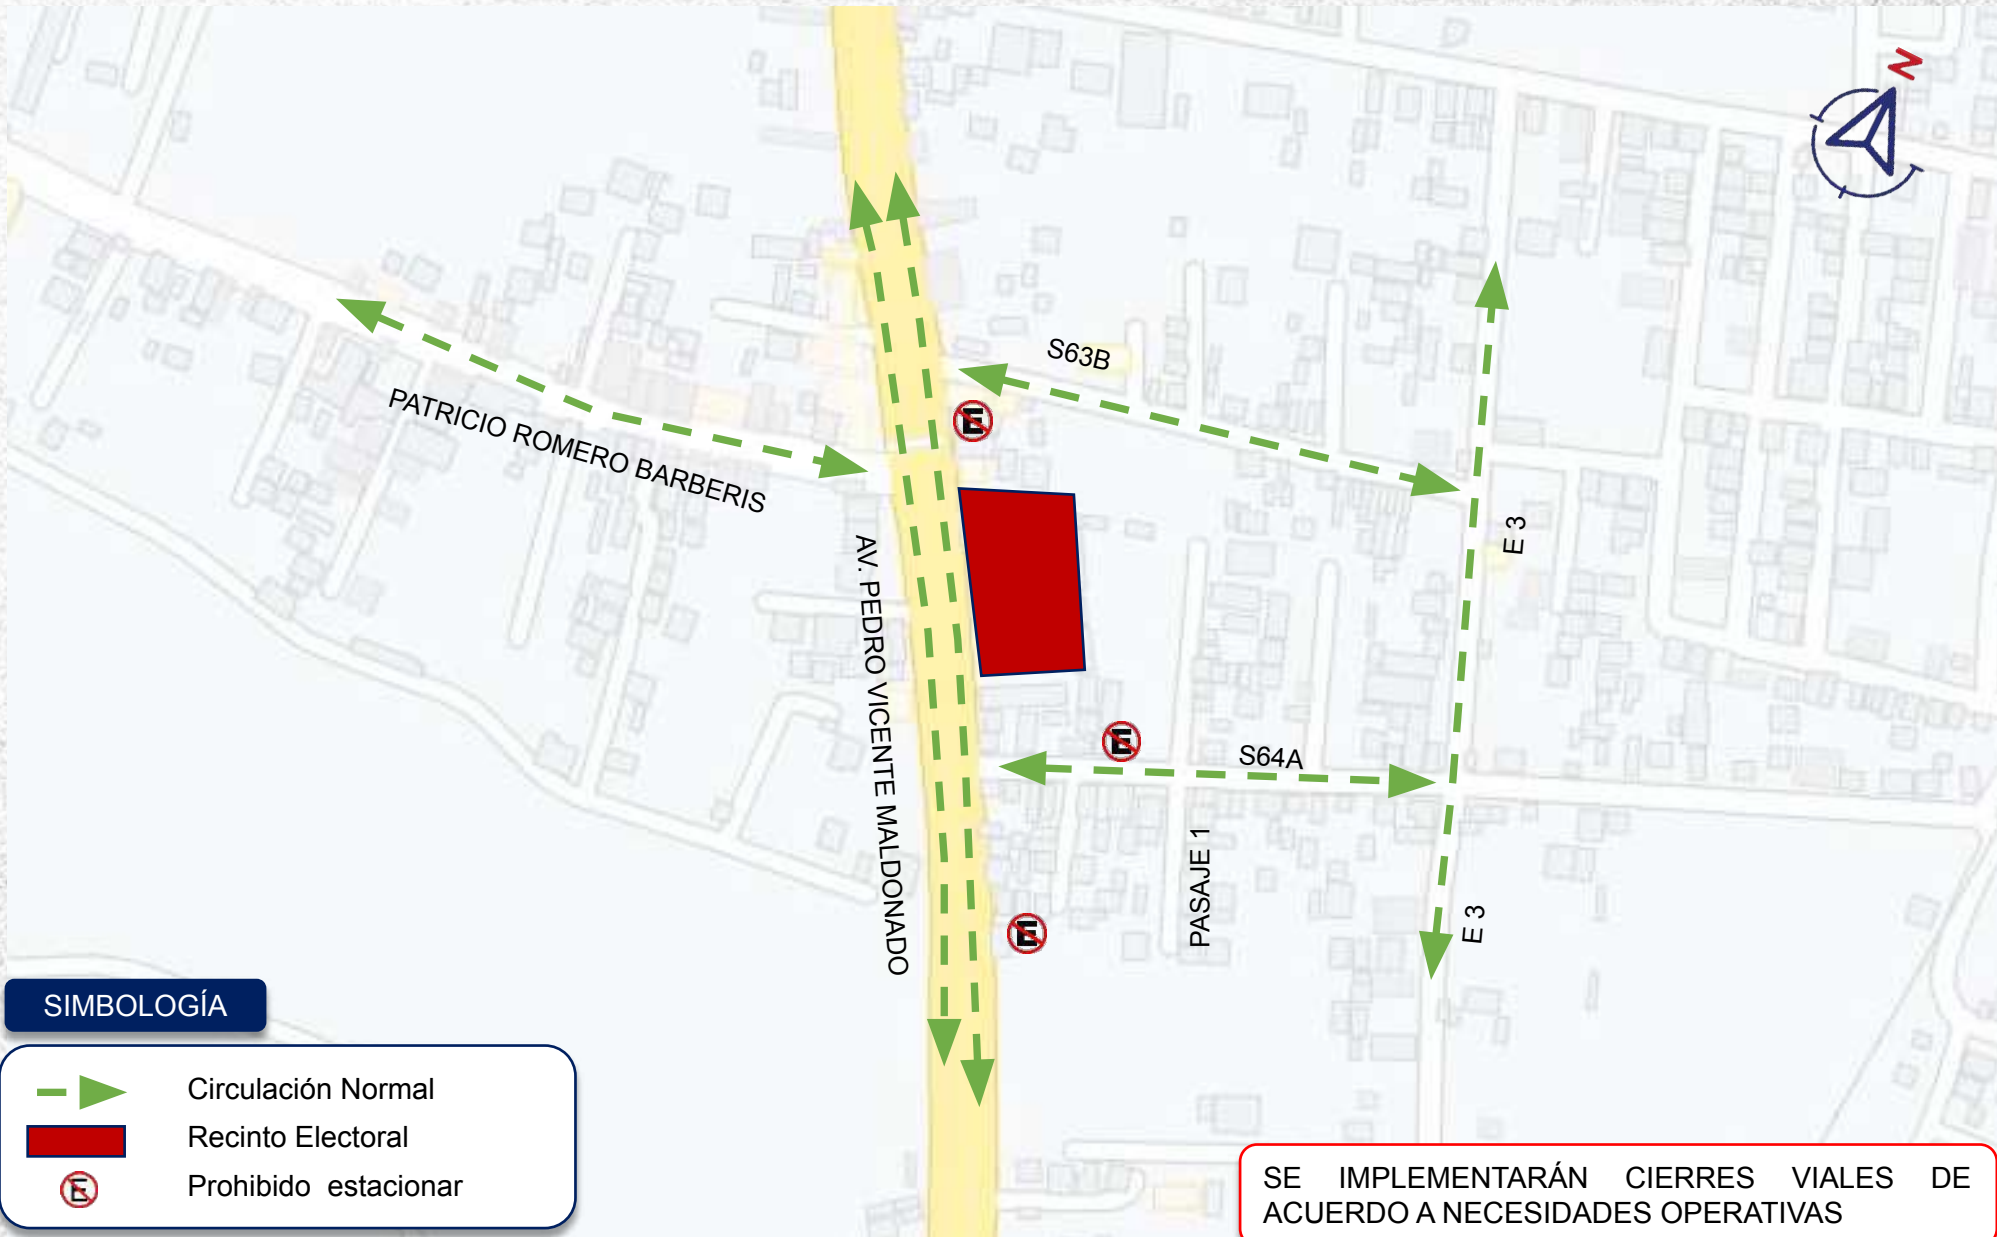 N
S63B
PATRICIO ROMERO BARBERIS
E 3
AV. PEDRO VICENTE MALDONADO
S64A
PASAJE 1
E 3
SIMBOLOGÍA
Circulación Normal
Recinto Electoral
E
Prohibido estacionar
E
E
E
SE IMPLEMENTARÁN CIERRES VIALES DE
ACUERDO A NECESIDADES OPERATIVAS